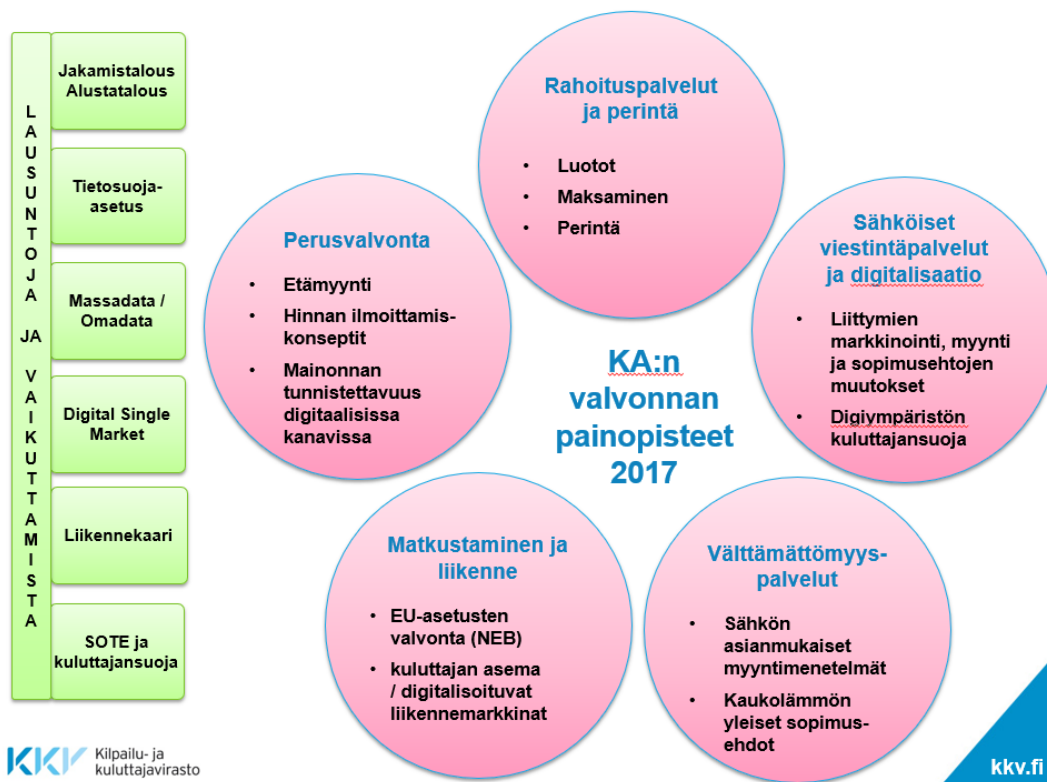 LAUSUNTOJA JA VAIKUTTAMISTA
Jakamistalous
Alustatalous
Tietosuoja-
asetus
Massadata /
Omadata
Digital Single
Market
Liikennekaari
SOTE ja
kuluttajansuoja
Rahoituspalvelut
ja perintä
• Luotot
• Maksaminen
• Perintä
Perusvalvonta
• Etämyynti
• Hinnan ilmoittamis-
konseptit
• Mainonnan
tunnistettavuus
digitaalisissa
kanavissa
Sähköiset
viestintäpalvelut
ja digitalisaatio
• Liittymien
markkinointi, myynti
ja sopimusehtojen
muutokset
• Digiympäristön
kuluttajansuoja
KA:n
valvonnan
painopisteet
2017
Matkustaminen ja
liikenne
• EU-asetusten
valvonta (NEB)
• kuluttajan asema
/ digitalisoituvat
liikennemarkkinat
Välttämättömyys-
palvelut
• Sähkön
asianmukaiset
myyntimenetelmät
• Kaukolämmön
yleiset sopimus-
ehdot
KKV Kilpailu- ja
kuluttajavirasto
kkv.fi